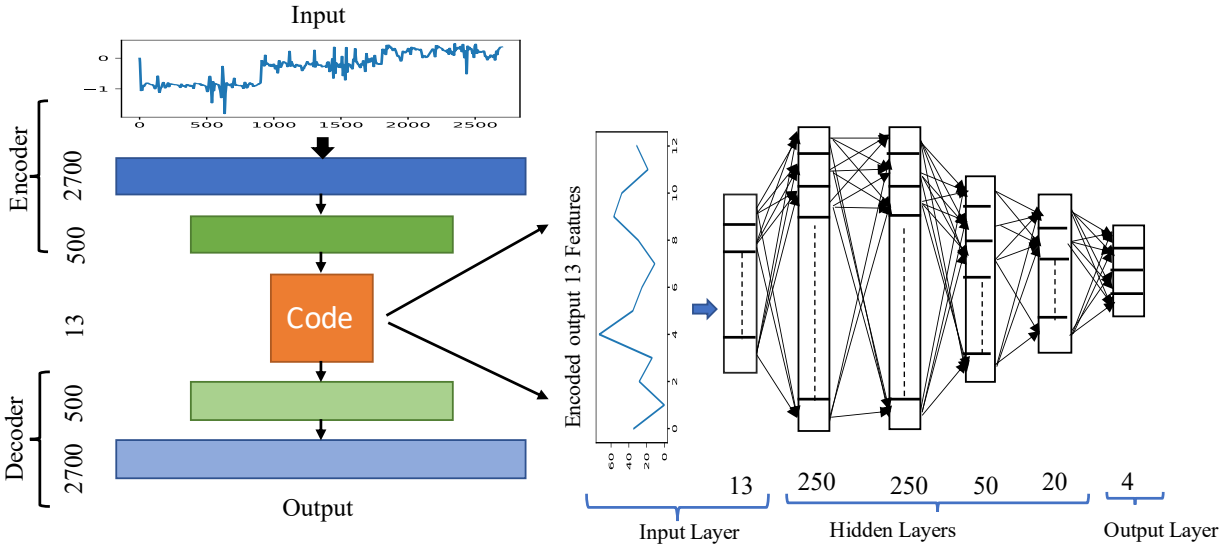 Input
0
−1
0 500 1000 1500 2000 2500
Encoder
2700
500
13
Code
Decoder
500
2700
Output
Encoded output 13 Features
0 2 4 6 8 10 12
60 40 20 0
13 250 250 50 20 4
Input Layer
Hidden Layers
Output Layer